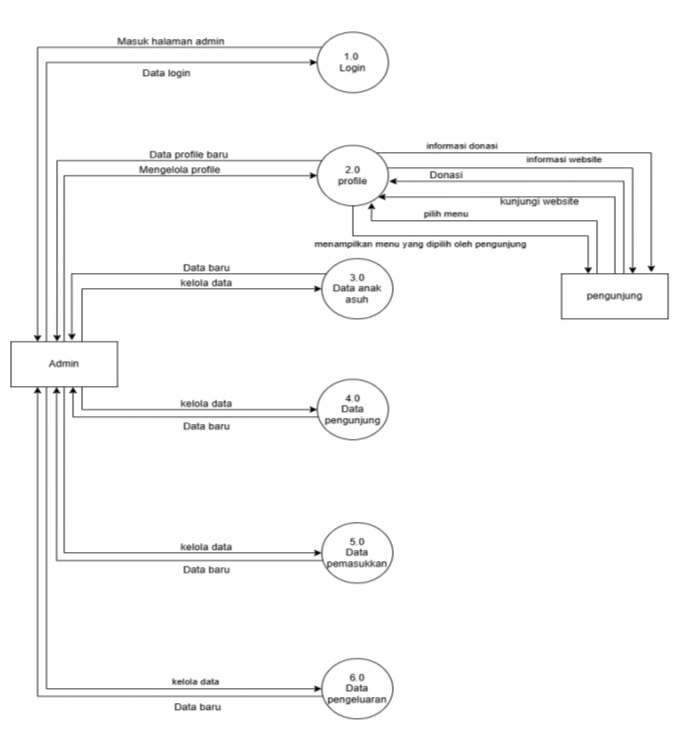 Masuk halaman admin
1.0
Login
Data login
informasi donasi
Data profile baru
informasi website
2.0
profile
Mengelola profile
Donasi
kunjungi website
pilih menu
menampilkan menu yang dipilih oleh pengunjung
Data baru
3.0
Data anak
asuh
kelola data
pengunjung
Admin
kelola data
4.0
Data
pengunjung
Data baru
kelola data
5.0
Data
pemasukkan
Data baru
kelola data
6.0
Data
pengeluaran
Data baru